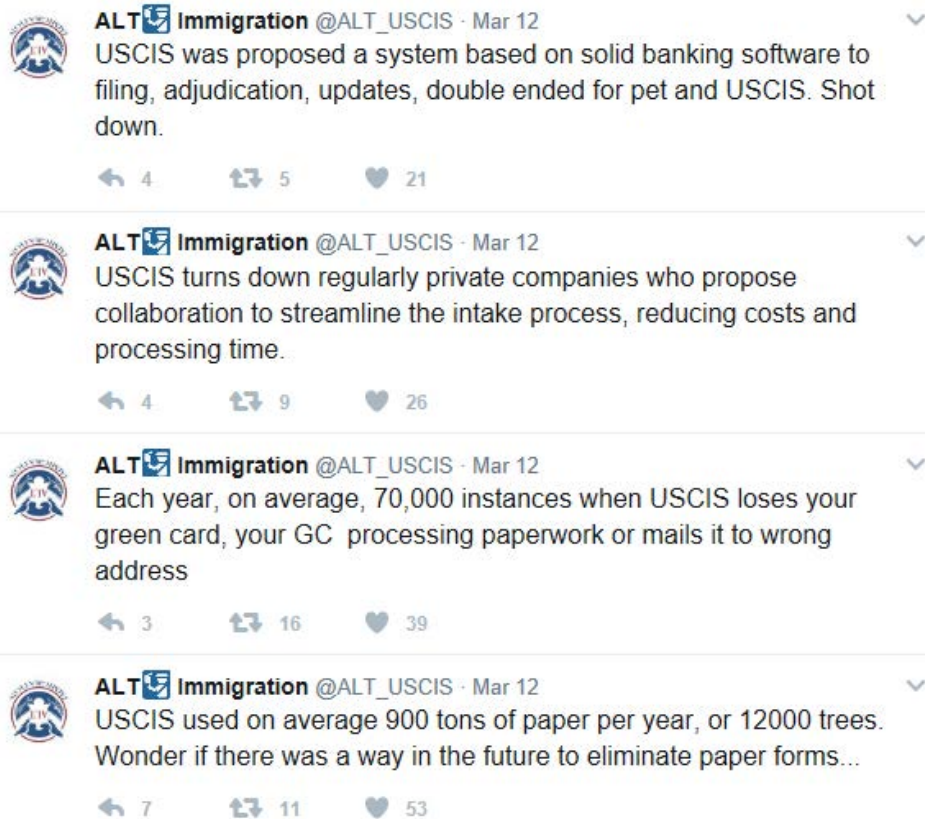 ALT Immigration @ALT_USCIS · Mar 12
USCIS was proposed a system based on solid banking software to
filing, adjudication, updates, double ended for pet and USCIS. Shot
down.
4 5 21
ALT Immigration @ALT_USCIS · Mar 12
USCIS turns down regularly private companies who propose
collaboration to streamline the intake process, reducing costs and
processing time.
4 9 26
ALT Immigration @ALT_USCIS · Mar 12
Each year, on average, 70,000 instances when USCIS loses your
green card, your GC processing paperwork or mails it to wrong
address
3 16 39
ALT Immigration @ALT_USCIS · Mar 12
USCIS used on average 900 tons of paper per year, or 12000 trees.
Wonder if there was a way in the future to eliminate paper forms...
7 11 53